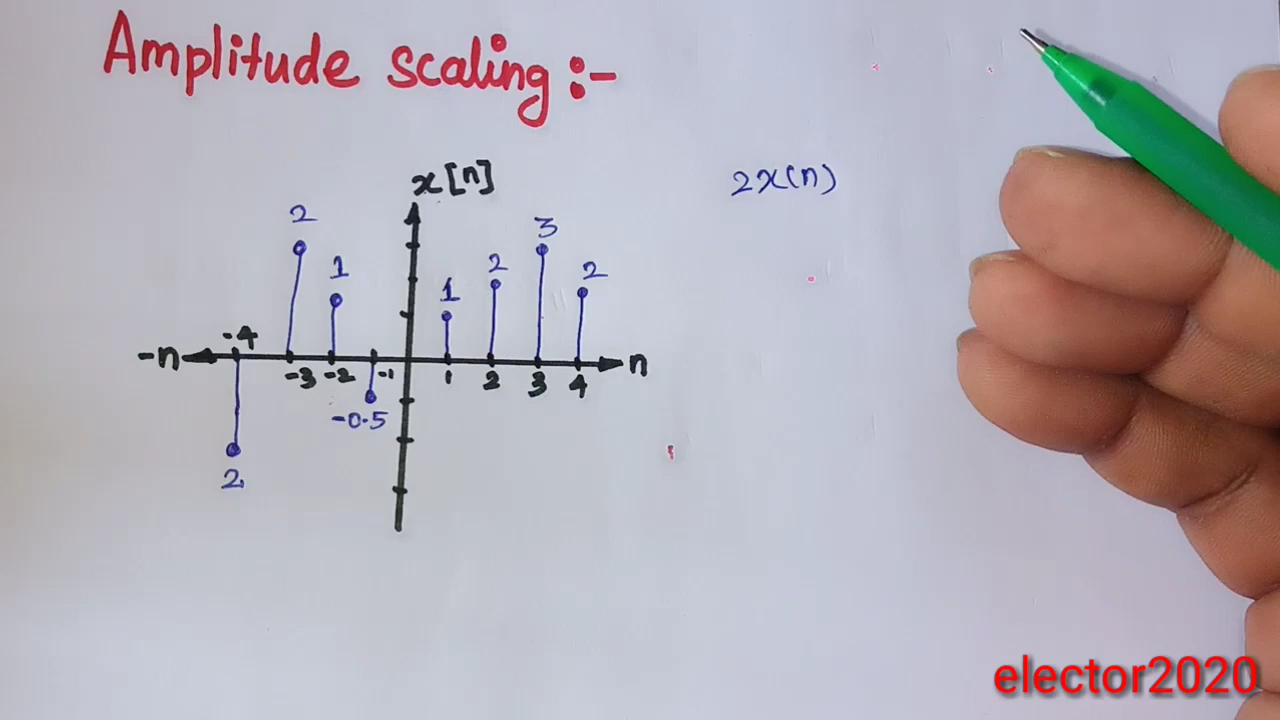 Amplitude scaling :-
x[n]
2x(n)
2
3
1
2
2
1
-4
-n
n
-3
-2
-1
1
2
3
4
-0.5
2
elector2020